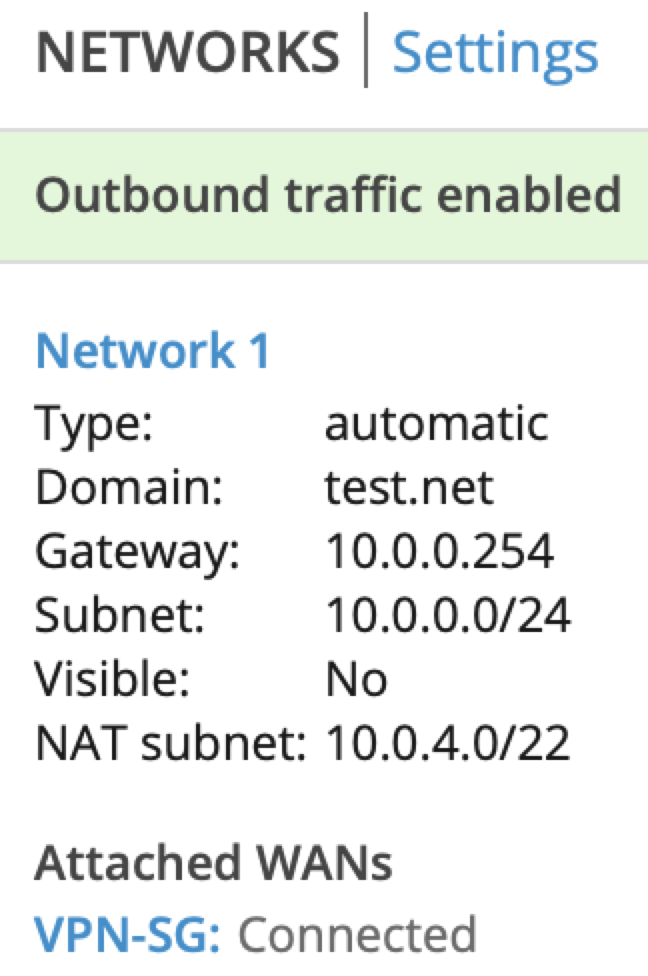 NETWORKS | Settings
Outbound traffic enabled
Network 1
Type: automatic
Domain: test.net
Gateway: 10.0.0.254
Subnet: 10.0.0.0/24
Visible: No
NAT subnet: 10.0.4.0/22
Attached WANs
VPN-SG: Connected